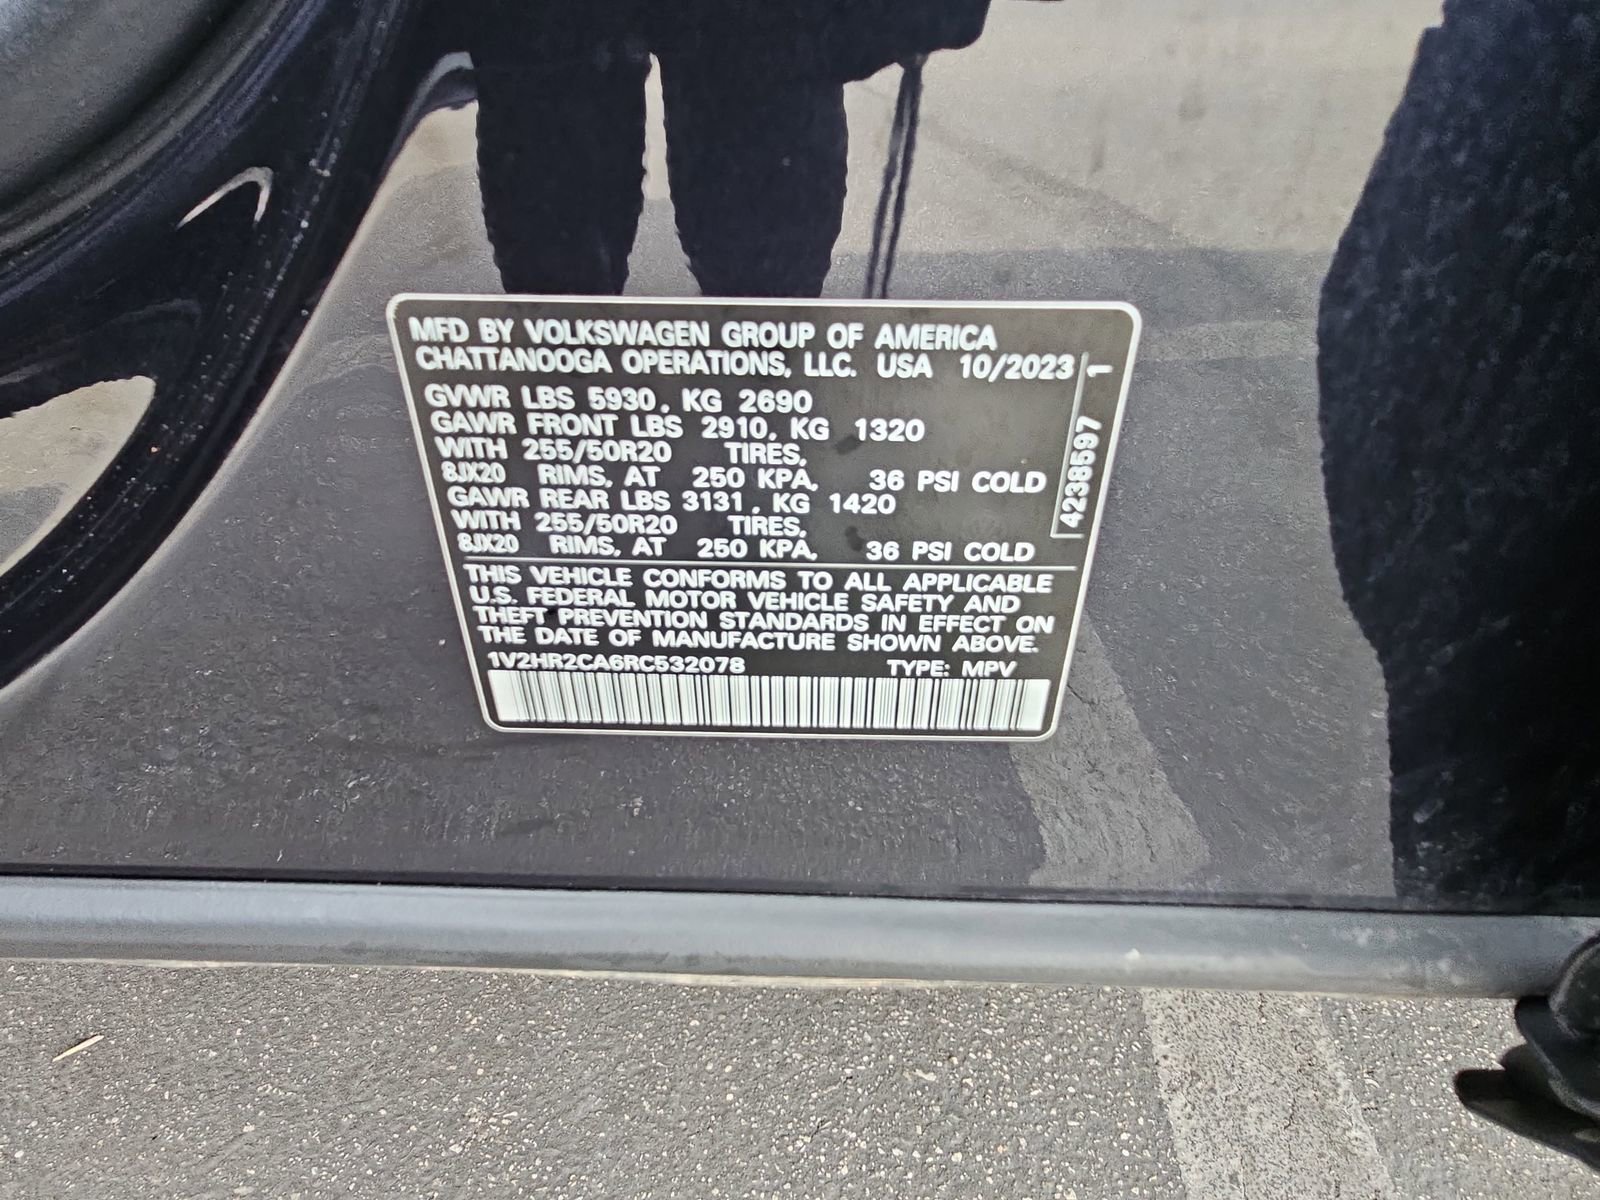 MFD BY VOLKSWAGEN GROUP OF AMERICA
CHATTANOOGA OPERATIONS, LLC. USA 10/2023
GVWR LBS 5930, KG 2690
GAWR FRONT LBS 2910, KG 1320
WITH 255/50R20 TIRES,
8JX20 RIMS, AT 250 KPA, 36 PSI COLD
GAWR REAR LBS 3131, KG 1420
WITH 255/50R20 TIRES,
8JX20 RIMS, AT 250 KPA, 36 PSI COLD
4238597 1
THIS VEHICLE CONFORMS TO ALL APPLICABLE
U.S. FEDERAL MOTOR VEHICLE SAFETY AND
THEFT PREVENTION STANDARDS IN EFFECT ON
THE DATE OF MANUFACTURE SHOWN ABOVE.
1V2HR2CA6RC532078 TYPE: MPV